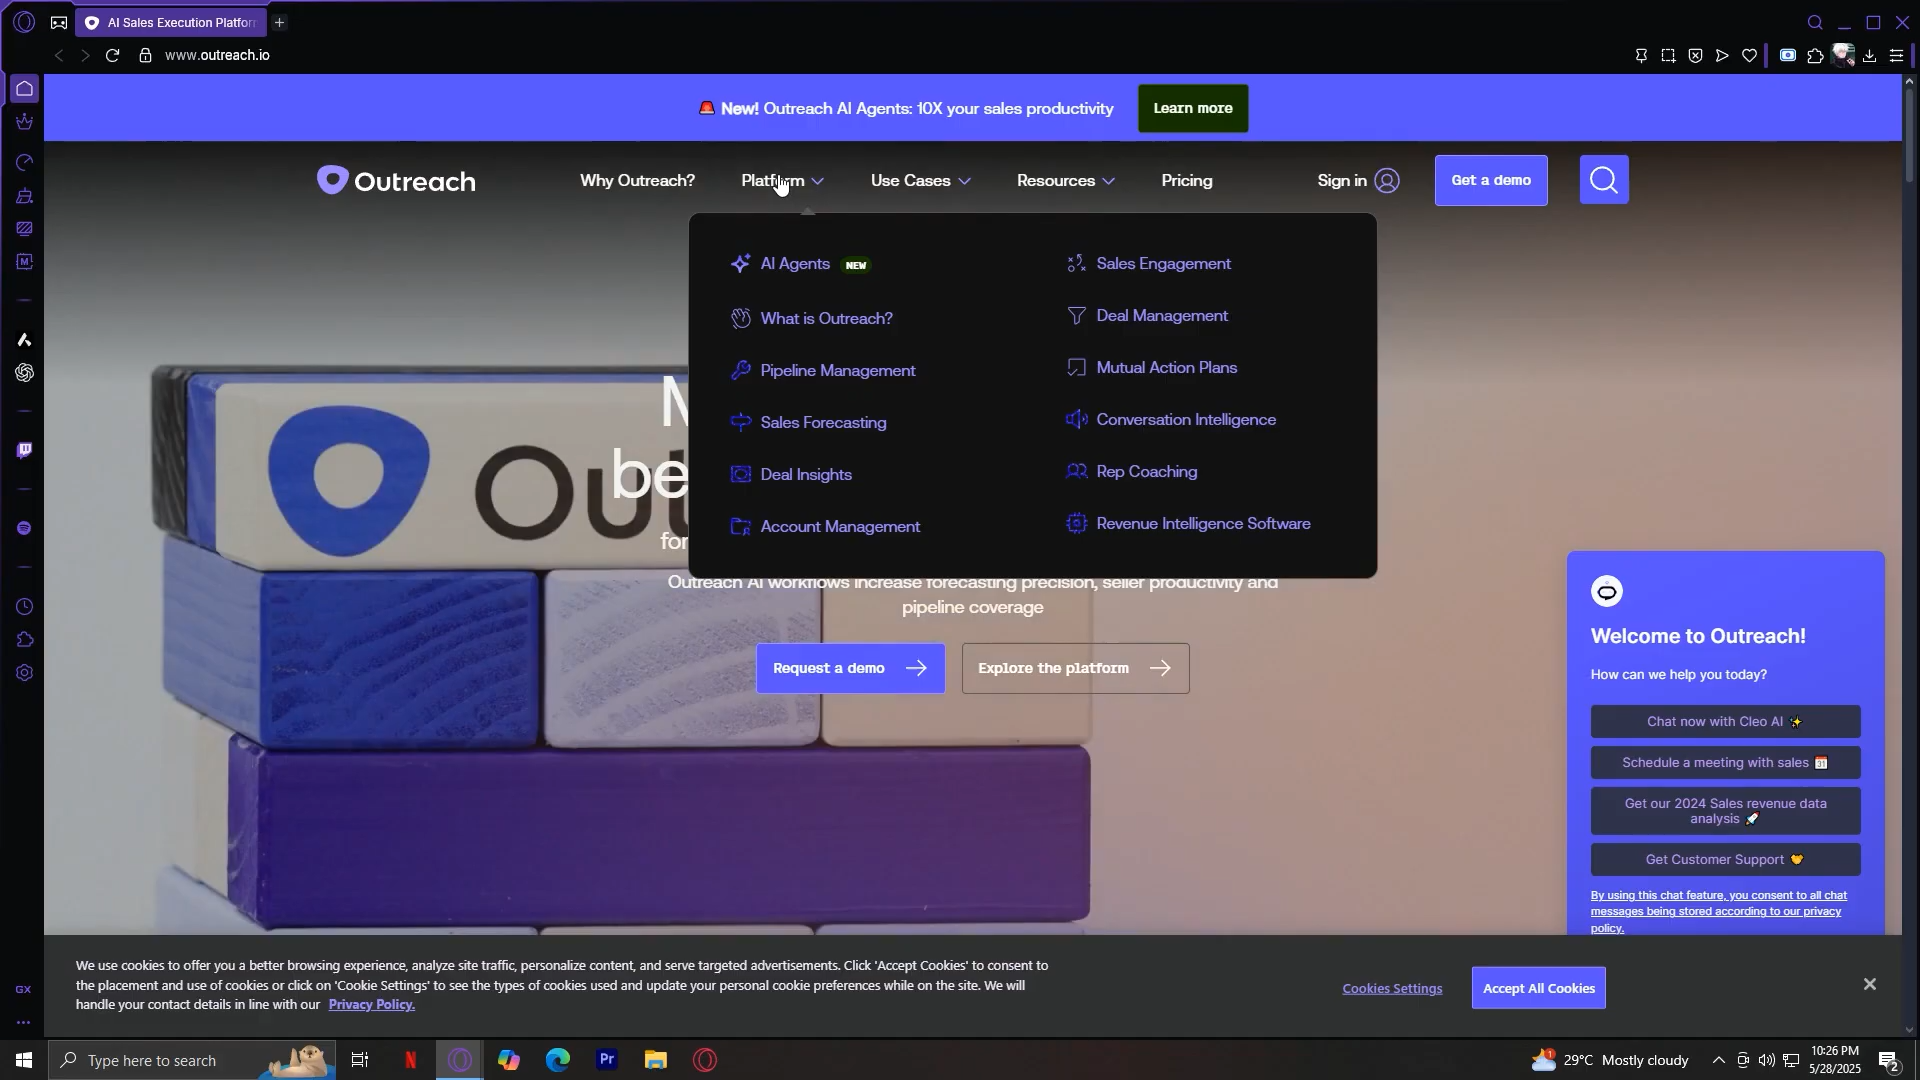 AI Sales Execution Platfor
www.outreach.io
New! Outreach AI Agents: 10X your sales productivity
Learn more
Outreach
Why Outreach?
Platform
Use Cases
Resources
Pricing
Sign in
Get a demo
AI Agents NEW
What is Outreach?
Pipeline Management
Sales Forecasting
Deal Insights
Account Management
Sales Engagement
Deal Management
Mutual Action Plans
Conversation Intelligence
Rep Coaching
Revenue Intelligence Software
M
be
for
Ou
Outreach AI workflows increase forecasting precision, seller productivity and
pipeline coverage
Request a demo
Explore the platform
Welcome to Outreach!
How can we help you today?
Chat now with Cleo AI
Schedule a meeting with sales
Get our 2024 Sales revenue data
analysis
Get Customer Support
By using this chat feature, you consent to all chat
messages being stored according to our privacy
policy.
We use cookies to offer you a better browsing experience, analyze site traffic, personalize content, and serve targeted advertisements. Click 'Accept Cookies' to consent to
the placement and use of cookies or click on 'Cookie Settings' to see the types of cookies used and update your personal cookie preferences while on the site. We will
handle your contact details in line with our Privacy Policy.
Cookies Settings
Accept All Cookies
GX
Type here to search
Pr
29°C Mostly cloudy
10:26 PM
5/28/2025
2